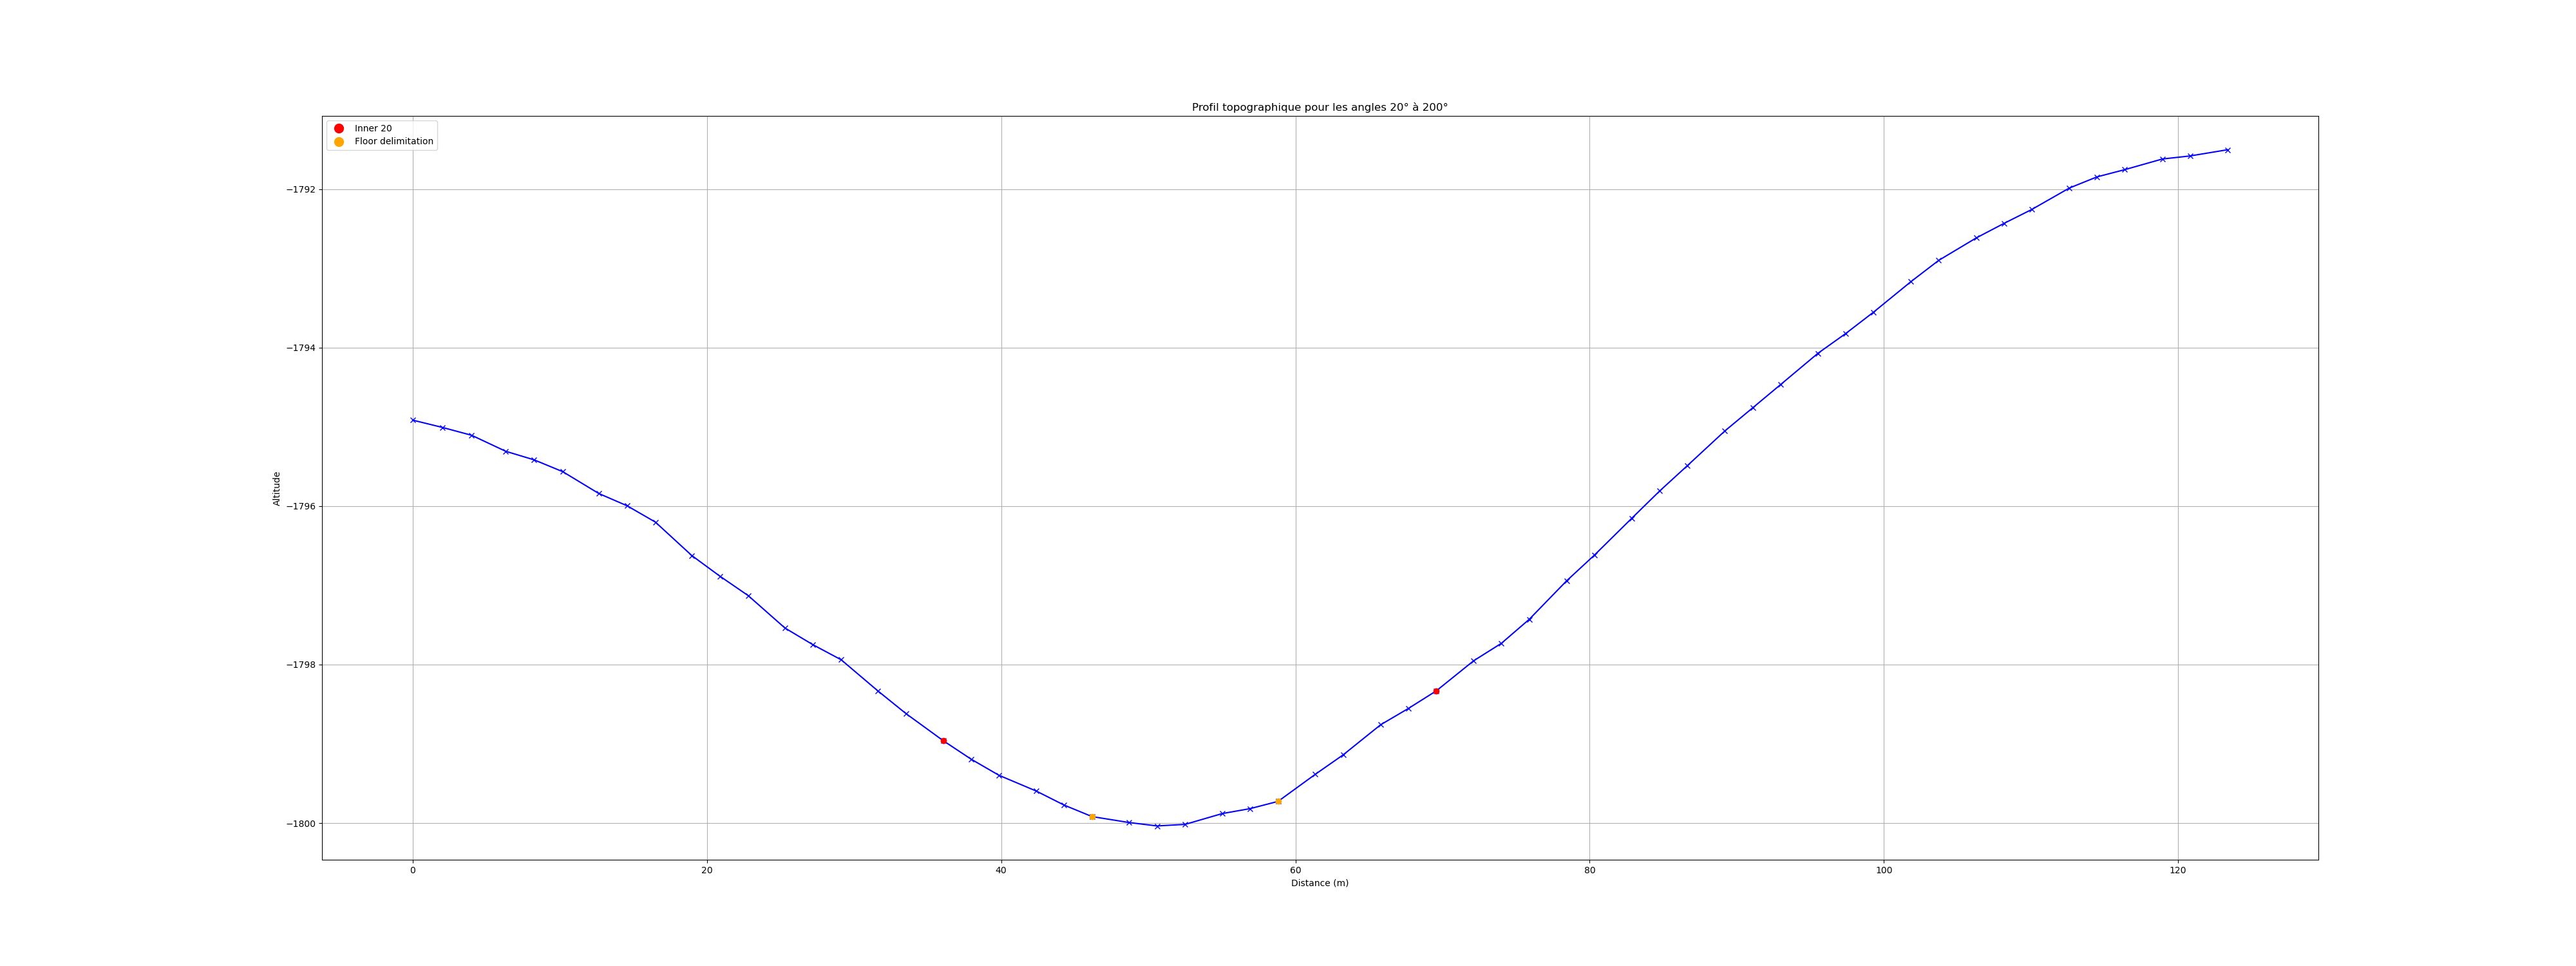 Profil topographique pour les angles 20° à 200°
Inner 20
Floor delimitation
−1792
−1794
−1796
−1798
−1800
Altitude
0 20 40 60 80 100 120
Distance (m)